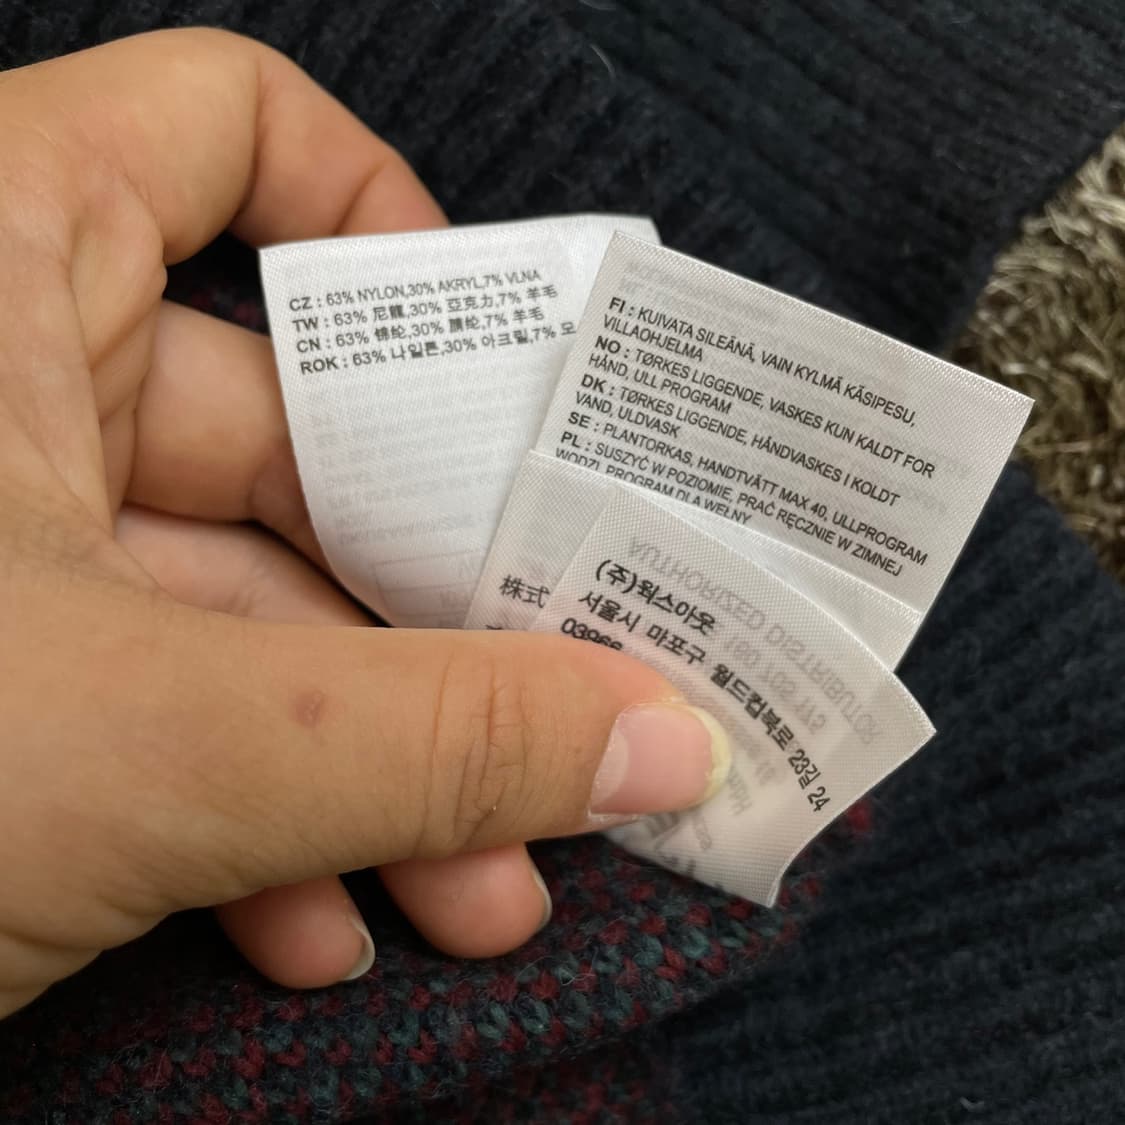 CZ : 63% NYLON,30% AKRYL,7% VLNA
TW : 63% 尼龍,30% 亞克力,7% 羊毛
CN : 63% 锦纶,30% 腈纶,7% 羊毛
ROK : 63% 나일론,30% 아크릴,7% 모
FI : KUIVATA SILEÄNÄ, VAIN KYLMÄ KÄSIPESU,
VILLAOHJELMA
NO : TØRKES LIGGENDE, VASKES KUN KALDT FOR
HÅND, ULL PROGRAM
DK : TØRKES LIGGENDE, HÅNDVASKES I KOLDT
VAND, ULDVASK
SE : PLANTORKAS, HANDTVÄTT MAX 40, ULLPROGRAM
PL : SUSZYĆ W POZIOMIE, PRAĆ RĘCZNIE W ZIMNEJ
WODZI, PROGRAM DLA WEŁNY
株式
(주)웍스아웃
서울시 마포구 월드컵북로 23길 24
03966
AUTHORIZED DISTRIBUTOR